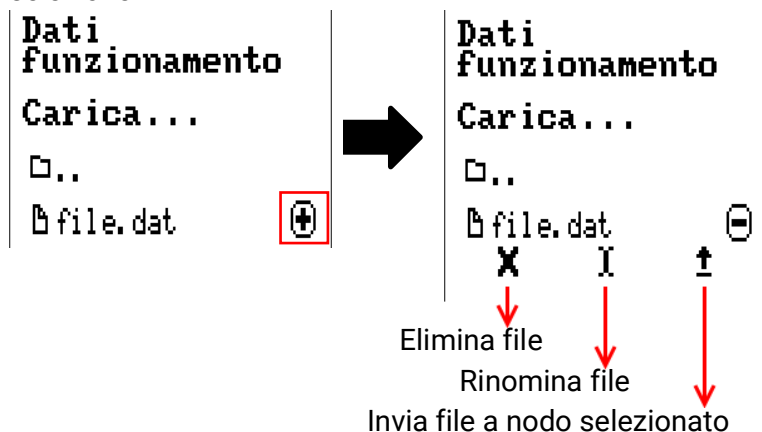 Dati
funzionamento
Carica...
..
file.dat
Dati
funzionamento
Carica...
..
file.dat
Elimina file
Rinomina file
Invia file a nodo selezionato